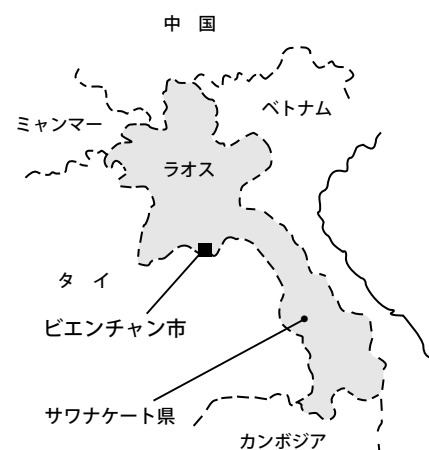 中 国
ベトナム
ミャンマー
ラオス
タ イ
ビエンチャン市
サワナケート県
カンボジア